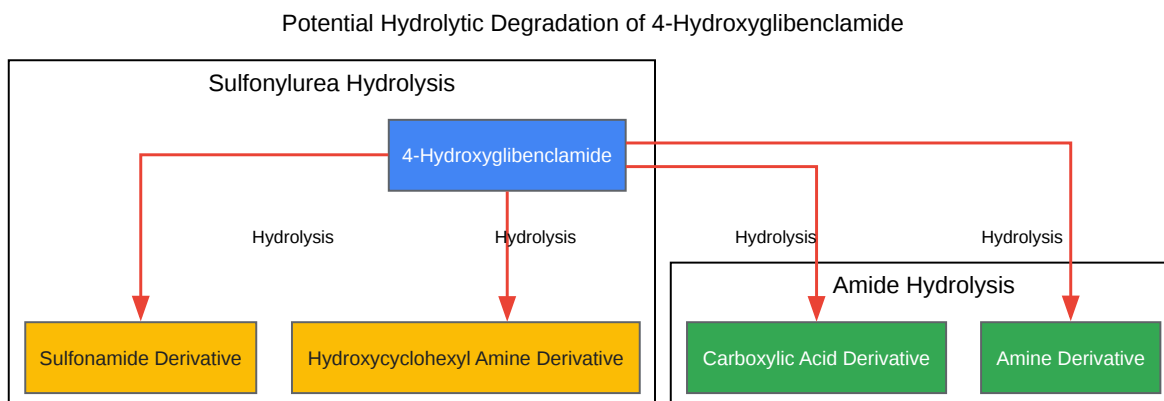 Potential Hydrolytic Degradation of 4-Hydroxyglibenclamide
Sulfonylurea Hydrolysis
4-Hydroxyglibenclamide
Hydrolysis
Hydrolysis
Hydrolysis
Hydrolysis
Amide Hydrolysis
Sulfonamide Derivative
Hydroxycyclohexyl Amine Derivative
Carboxylic Acid Derivative
Amine Derivative